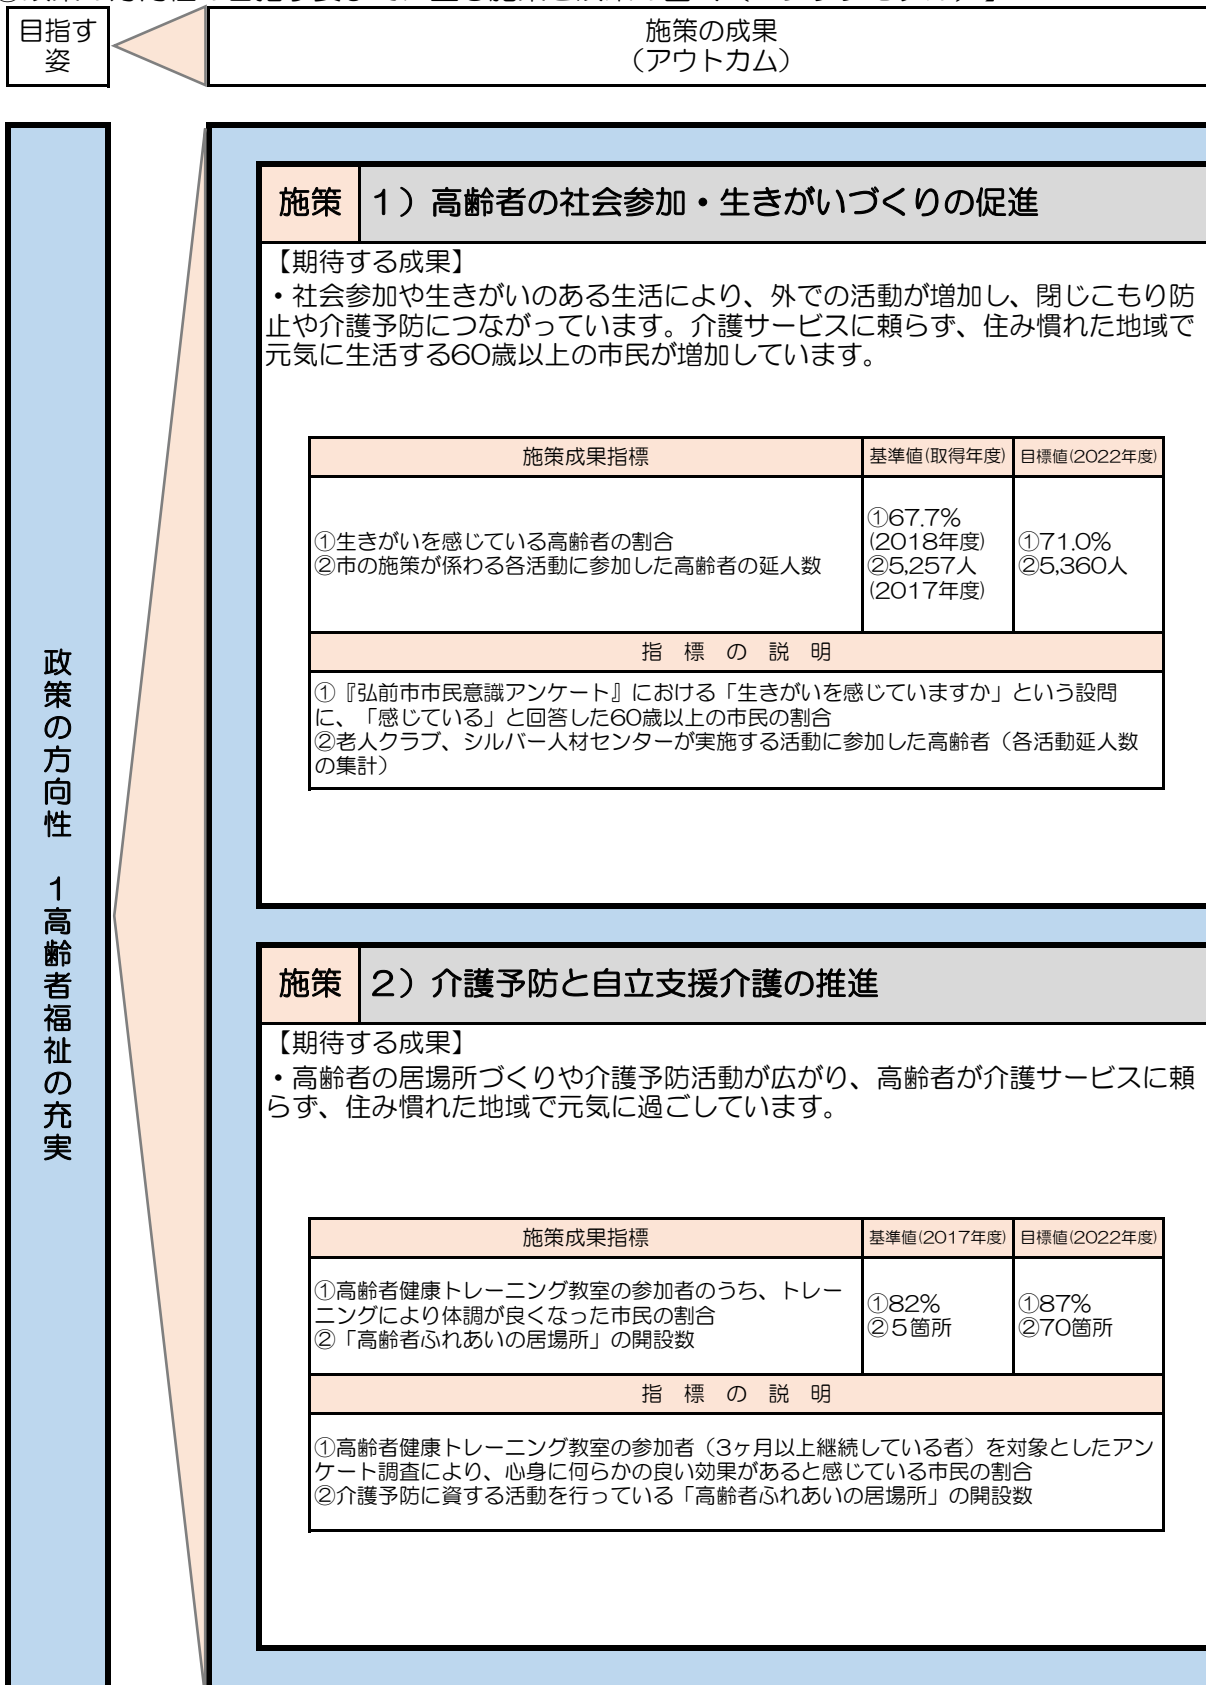 目指す
姿
施策の成果
（アウトカム）
政策の方向性　1高齢者福祉の充実
施策
1）高齢者の社会参加・生きがいづくりの促進
【期待する成果】
・社会参加や生きがいのある生活により、外での活動が増加し、閉じこもり防
止や介護予防につながっています。介護サービスに頼らず、住み慣れた地域で
元気に生活する60歳以上の市民が増加しています。
施策成果指標
基準値(取得年度)
目標値(2022年度)
①生きがいを感じている高齢者の割合
②市の施策が係わる各活動に参加した高齢者の延人数
①67.7%
(2018年度)
②5,257人
(2017年度)
①71.0%
②5,360人
指　標　の　説　明
①『弘前市市民意識アンケート』における「生きがいを感じていますか」という設問
に、「感じている」と回答した60歳以上の市民の割合
②老人クラブ、シルバー人材センターが実施する活動に参加した高齢者（各活動延人数
の集計）
施策
2）介護予防と自立支援介護の推進
【期待する成果】
・高齢者の居場所づくりや介護予防活動が広がり、高齢者が介護サービスに頼
らず、住み慣れた地域で元気に過ごしています。
施策成果指標
基準値(2017年度)
目標値(2022年度)
①高齢者健康トレーニング教室の参加者のうち、トレー
ニングにより体調が良くなった市民の割合
②「高齢者ふれあいの居場所」の開設数
①82%
②5箇所
①87%
②70箇所
指　標　の　説　明
①高齢者健康トレーニング教室の参加者（3ヶ月以上継続している者）を対象としたアン
ケート調査により、心身に何らかの良い効果があると感じている市民の割合
②介護予防に資する活動を行っている「高齢者ふれあいの居場所」の開設数